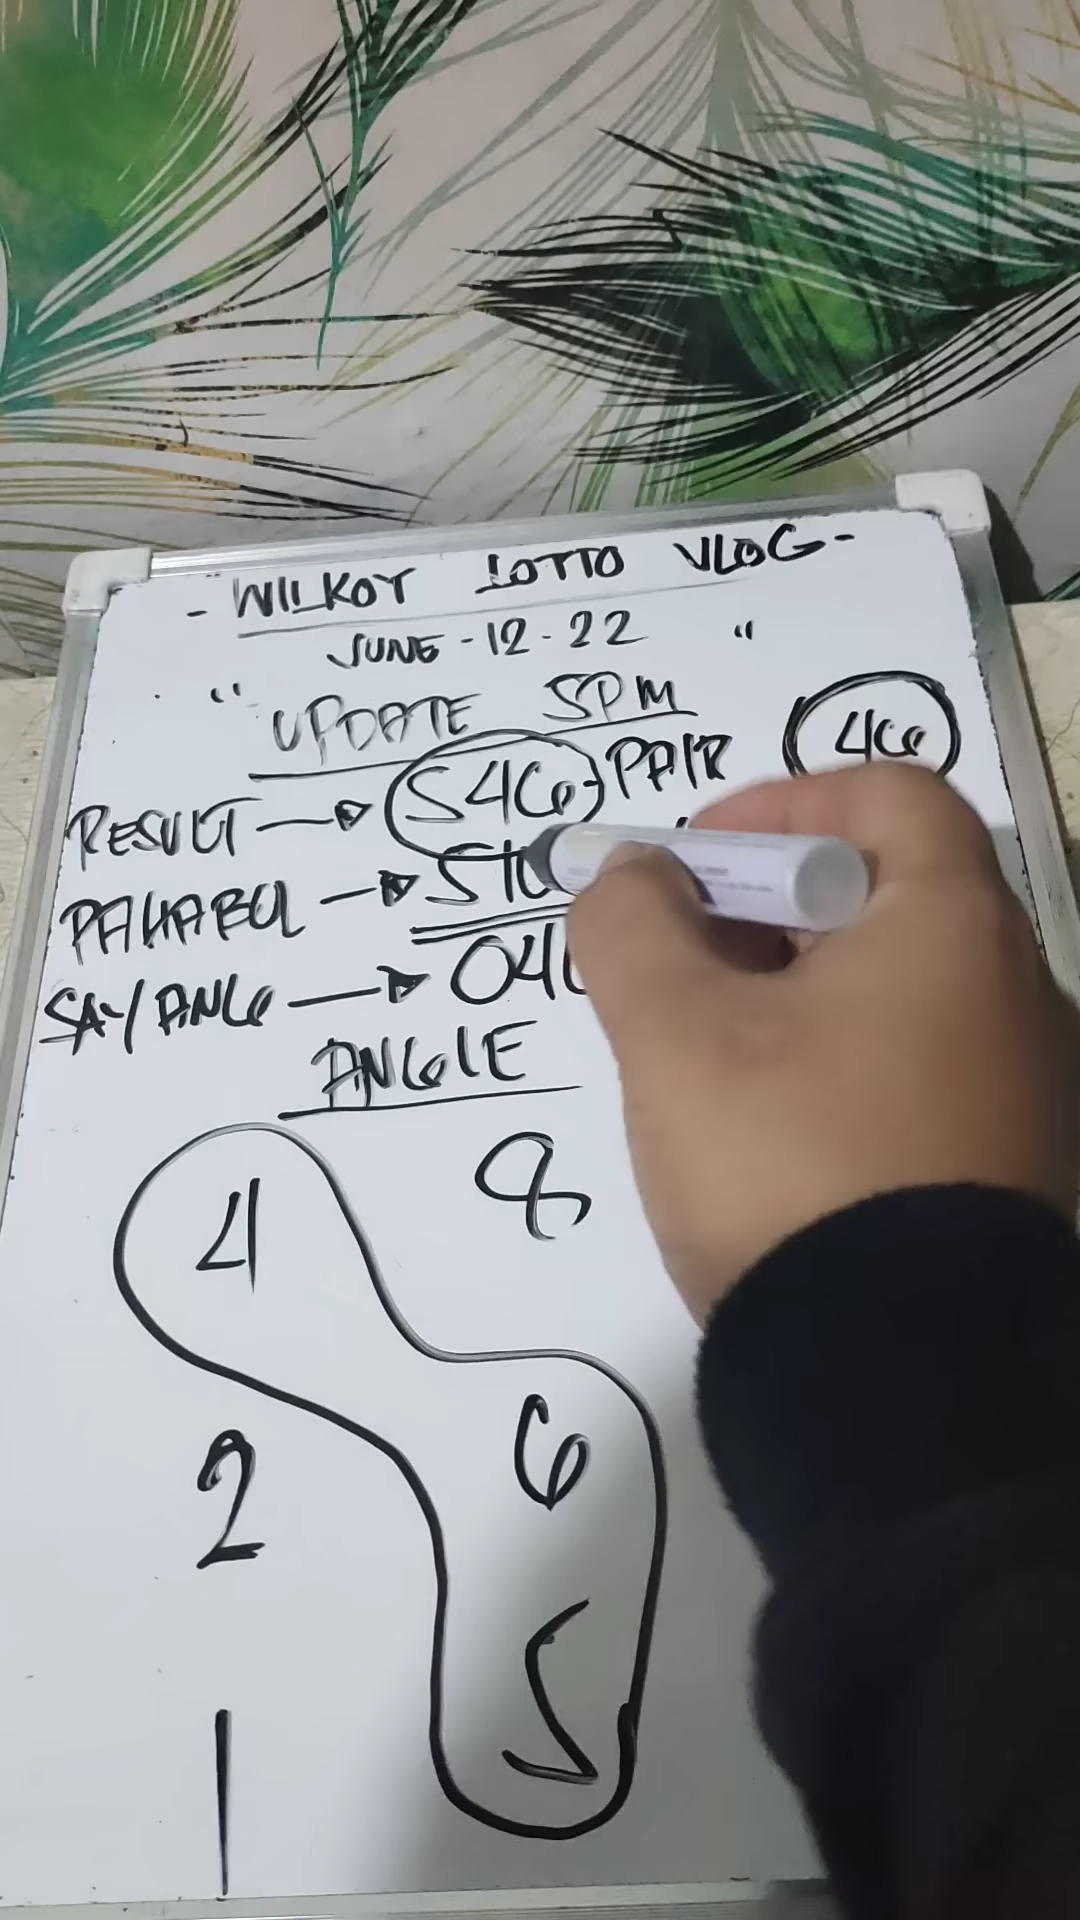 - WILKOY LOTTO VLOG -
JUNE - 12 - 22 "
" UPDATE 5PM
RESULT → 546 - PAIR 46
PAHABOL →
SAYANG →
ANGLE
4 8
2 6
1 5